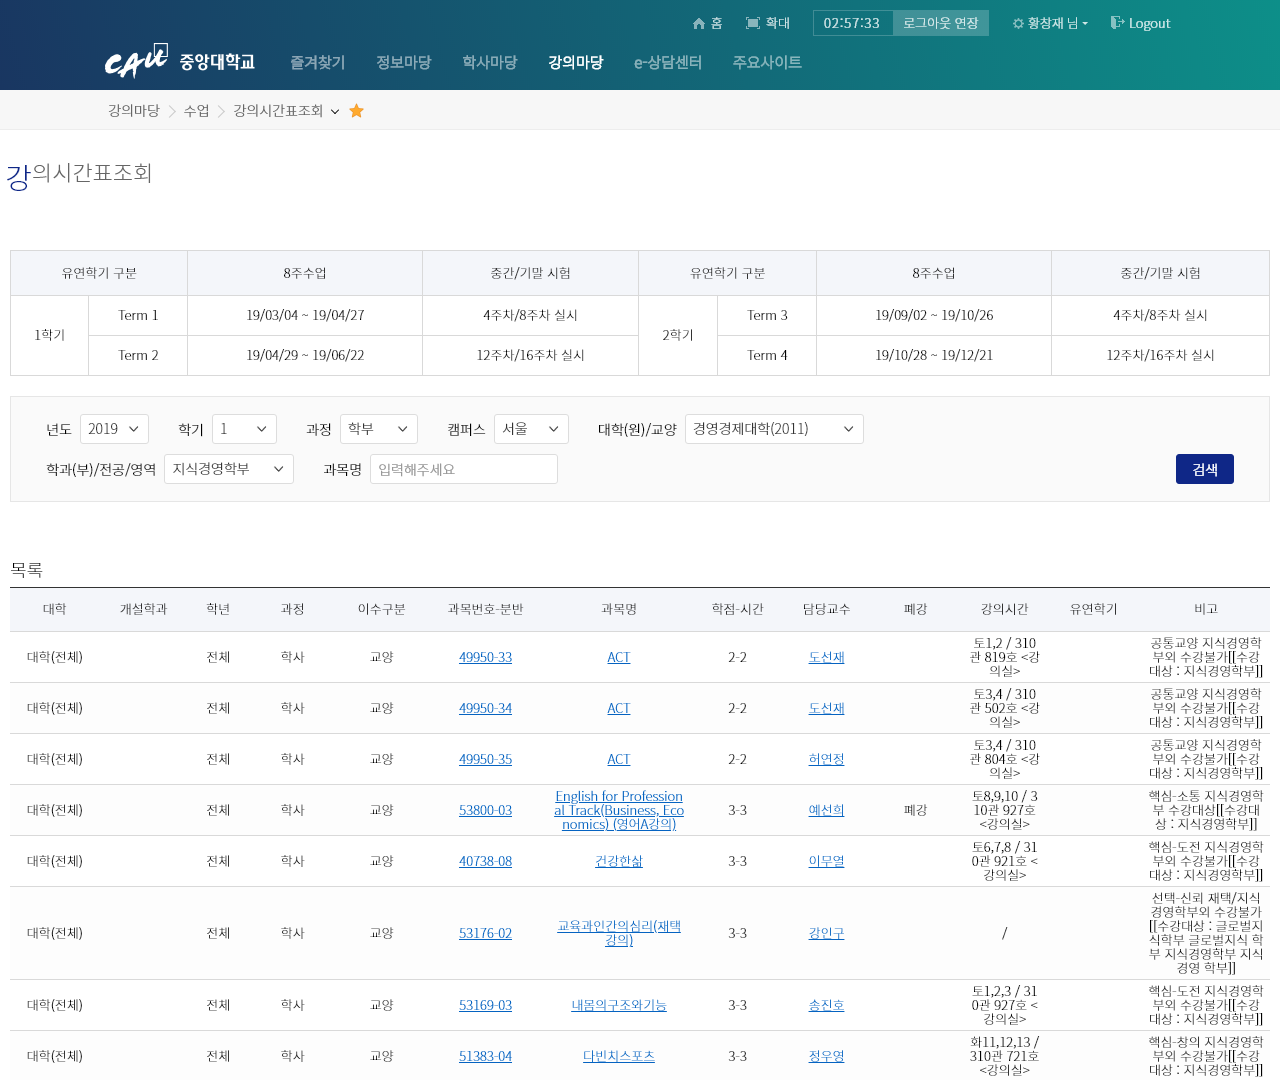 홈 확대 02:57:33 로그아웃 연장 황창재 님 Logout
CAU 중앙대학교 즐겨찾기 정보마당 학사마당 강의마당 e-상담센터 주요사이트
강의마당 수업 강의시간표조회
강의시간표조회
유연학기 구분 8주수업 중간/기말 시험 유연학기 구분 8주수업 중간/기말 시험
1학기 Term 1 19/03/04 ~ 19/04/27 4주차/8주차 실시 2학기 Term 3 19/09/02 ~ 19/10/26 4주차/8주차 실시
Term 2 19/04/29 ~ 19/06/22 12주차/16주차 실시 Term 4 19/10/28 ~ 19/12/21 12주차/16주차 실시
년도 2019 학기 1 과정 학부 캠퍼스 서울 대학(원)/교양 경영경제대학(2011)
학과(부)/전공/영역 지식경영학부 과목명 입력해주세요 검색
목록
대학 개설학과 학년 과정 이수구분 과목번호-분반 과목명 학점-시간 담당교수 폐강 강의시간 유연학기 비고
대학(전체) 전체 학사 교양 49950-33 ACT 2-2 도선재
토1,2 / 310
관 819호 <강
의실>
공통교양 지식경영학
부외 수강불가[[수강
대상 : 지식경영학부]]
대학(전체) 전체 학사 교양 49950-34 ACT 2-2 도선재
토3,4 / 310
관 502호 <강
의실>
공통교양 지식경영학
부외 수강불가[[수강
대상 : 지식경영학부]]
대학(전체) 전체 학사 교양 49950-35 ACT 2-2 허연정
토3,4 / 310
관 804호 <강
의실>
공통교양 지식경영학
부외 수강불가[[수강
대상 : 지식경영학부]]
대학(전체) 전체 학사 교양 53800-03
English for Profession
al Track(Business, Eco
nomics) (영어A강의)
3-3 예선희 폐강
토8,9,10 / 3
10관 927호
<강의실>
핵심-소통 지식경영학
부 수강대상[[수강대
상 : 지식경영학부]]
대학(전체) 전체 학사 교양 40738-08 건강한삶 3-3 이무열
토6,7,8 / 31
0관 921호 <
강의실>
핵심-도전 지식경영학
부외 수강불가[[수강
대상 : 지식경영학부]]
대학(전체) 전체 학사 교양 53176-02
교육과인간의심리(재택
강의)
3-3 강인구 /
선택-신뢰 재택/지식
경영학부외 수강불가
[[수강대상 : 글로벌지
식학부 글로벌지식 학
부 지식경영학부 지식
경영 학부]]
대학(전체) 전체 학사 교양 53169-03 내몸의구조와기능 3-3 송진호
토1,2,3 / 31
0관 927호 <
강의실>
핵심-도전 지식경영학
부외 수강불가[[수강
대상 : 지식경영학부]]
대학(전체) 전체 학사 교양 51383-04 다빈치스포츠 3-3 정우영
화11,12,13 /
310관 721호
<강의실>
핵심-창의 지식경영학
부외 수강불가[[수강
대상 : 지식경영학부]]